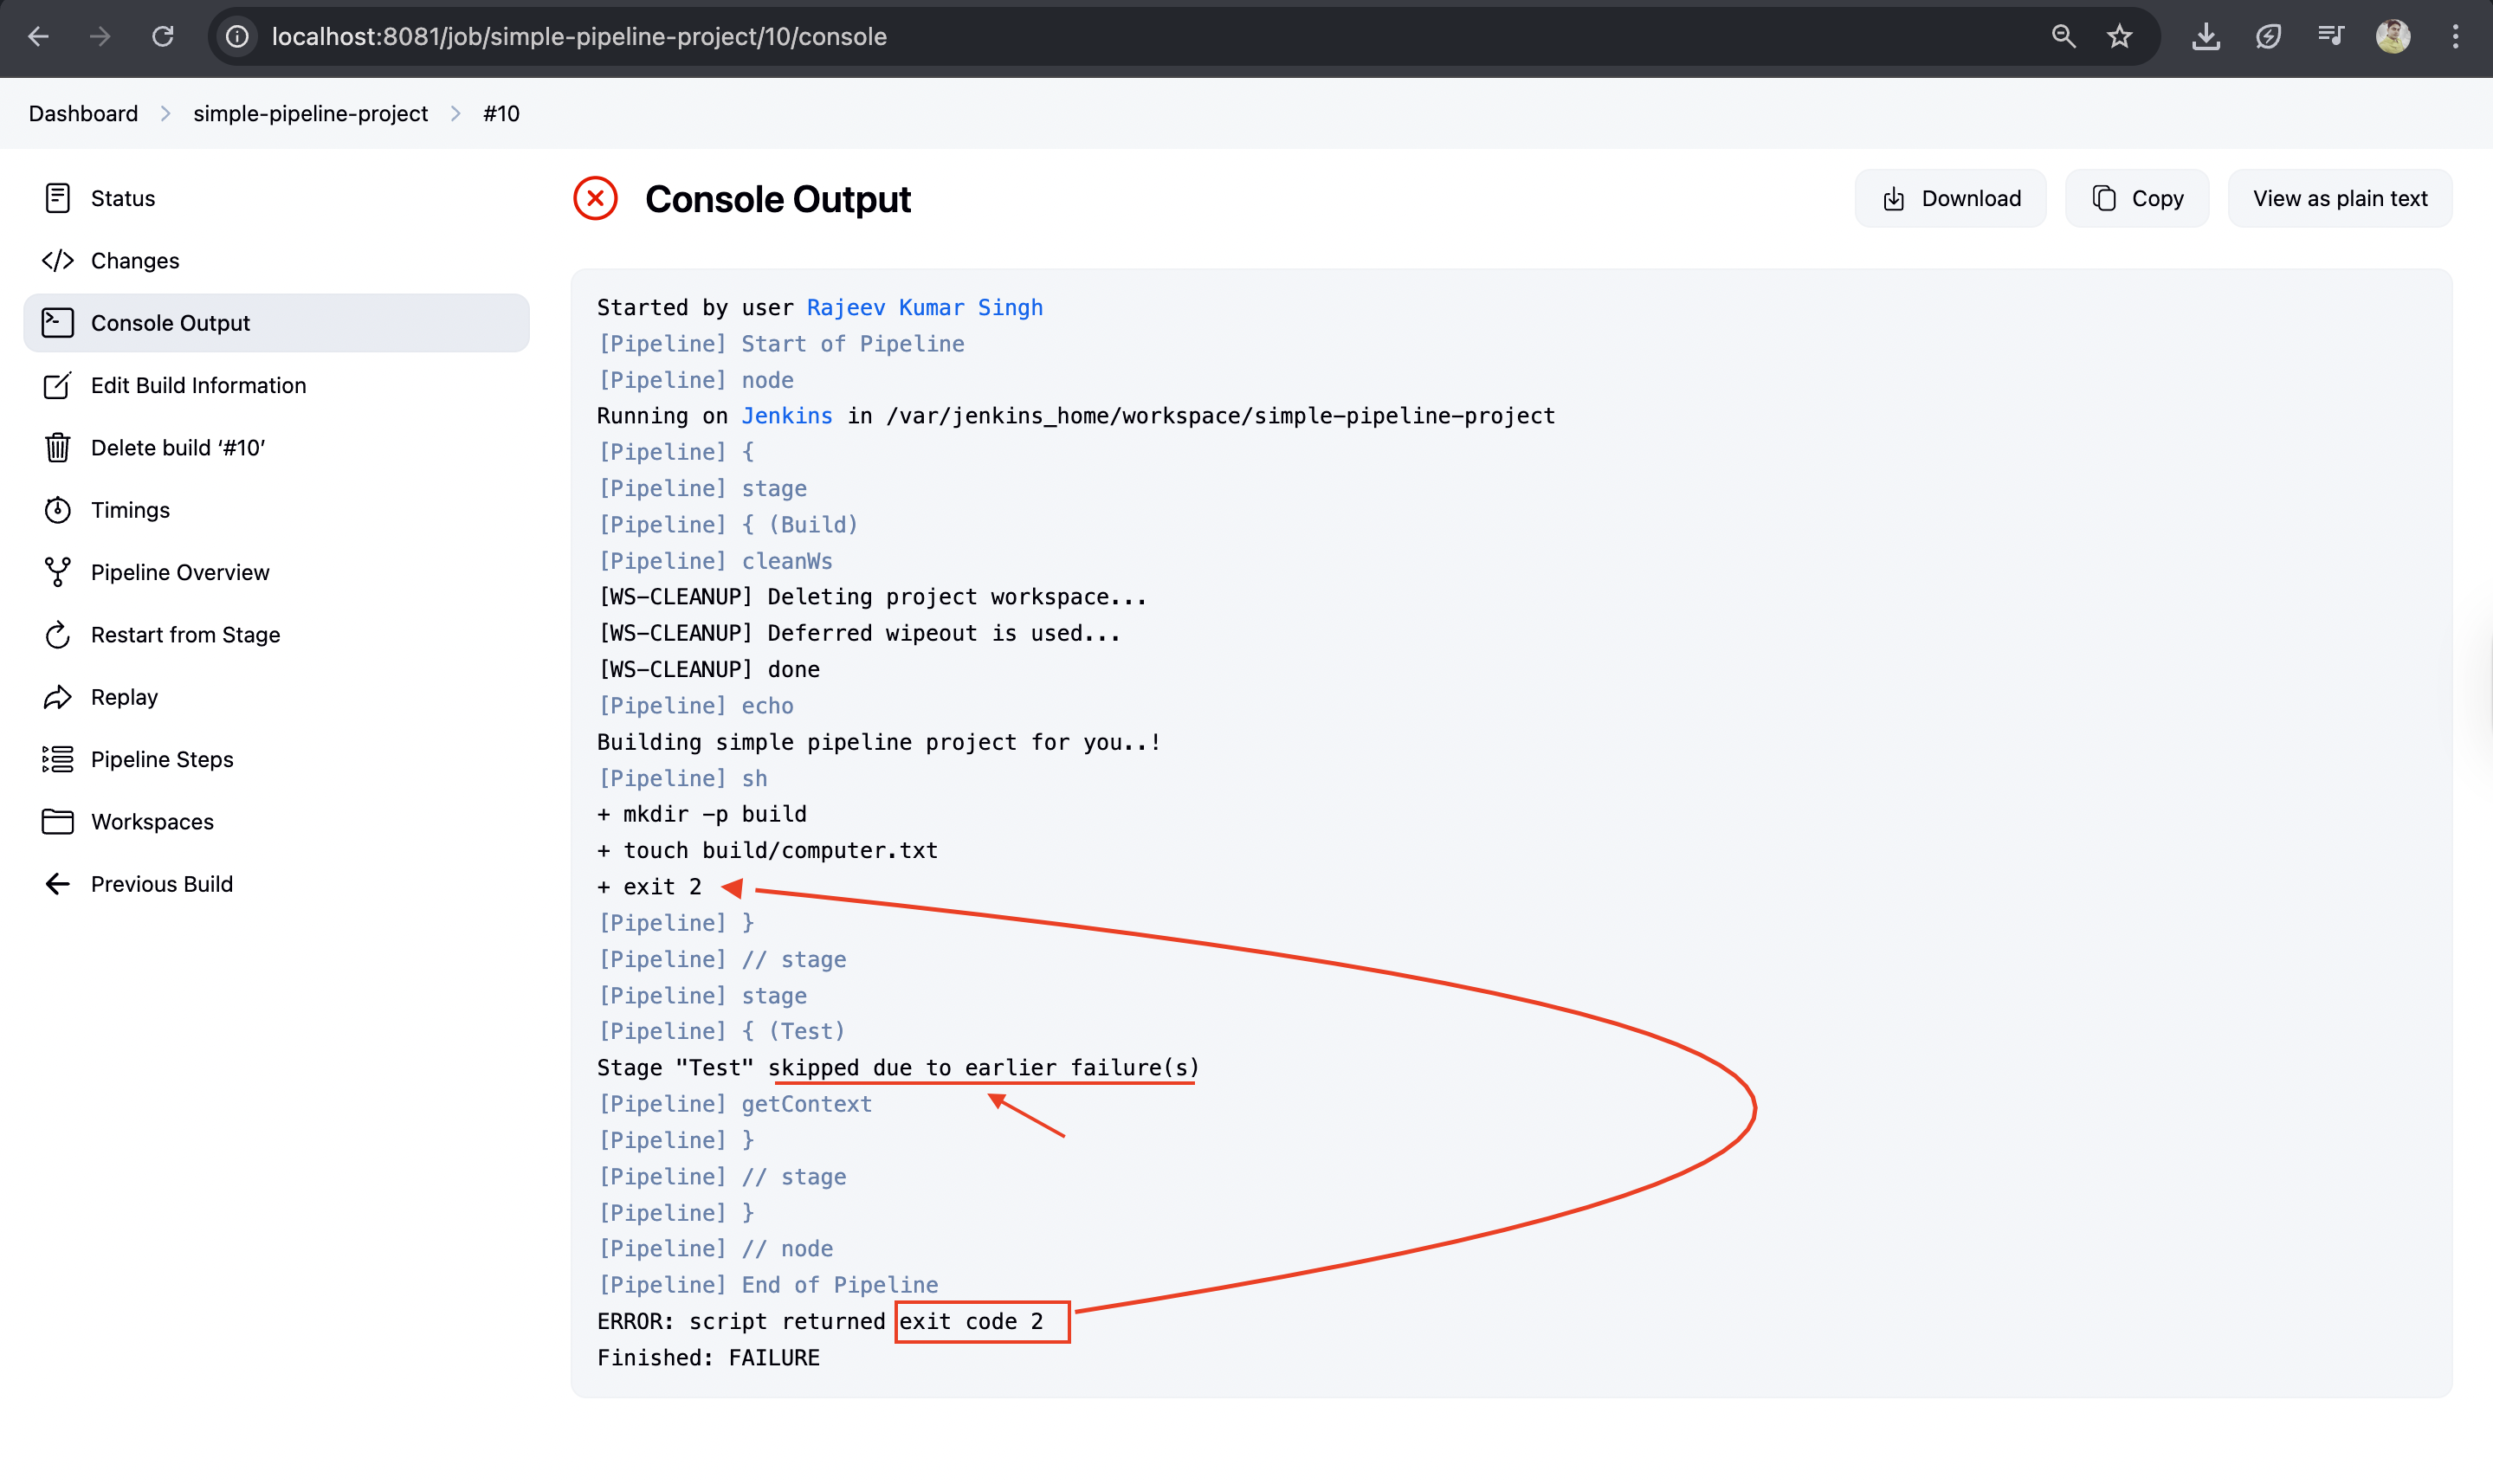 localhost:8081/job/simple-pipeline-project/10/console
Dashboard > simple-pipeline-project > #10
Status
Changes
Console Output
Edit Build Information
Delete build ‘#10’
Timings
Pipeline Overview
Restart from Stage
Replay
Pipeline Steps
Workspaces
Previous Build
Console Output
Download
Copy
View as plain text
Started by user Rajeev Kumar Singh
[Pipeline] Start of Pipeline
[Pipeline] node
Running on Jenkins in /var/jenkins_home/workspace/simple-pipeline-project
[Pipeline] {
[Pipeline] stage
[Pipeline] { (Build)
[Pipeline] cleanWs
[WS-CLEANUP] Deleting project workspace...
[WS-CLEANUP] Deferred wipeout is used...
[WS-CLEANUP] done
[Pipeline] echo
Building simple pipeline project for you..!
[Pipeline] sh
+ mkdir -p build
+ touch build/computer.txt
+ exit 2
[Pipeline] }
[Pipeline] // stage
[Pipeline] stage
[Pipeline] { (Test)
Stage "Test" skipped due to earlier failure(s)
[Pipeline] getContext
[Pipeline] }
[Pipeline] // stage
[Pipeline] }
[Pipeline] // node
[Pipeline] End of Pipeline
ERROR: script returned exit code 2
Finished: FAILURE